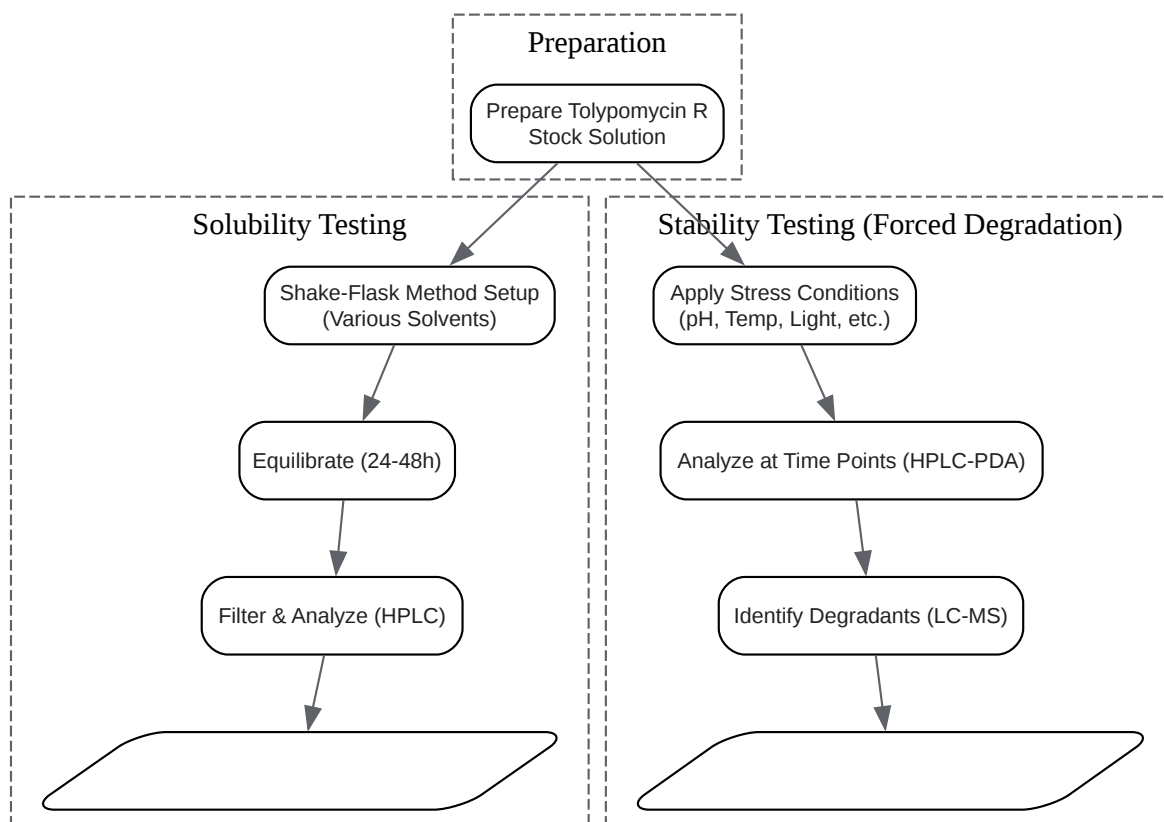 Preparation
Prepare Tolypomycin R
Stock Solution
Solubility Testing
Shake-Flask Method Setup
(Various Solvents)
Equilibrate (24-48h)
Filter & Analyze (HPLC)
Stability Testing (Forced Degradation)
Apply Stress Conditions
(pH, Temp, Light, etc.)
Analyze at Time Points (HPLC-PDA)
Identify Degradants (LC-MS)